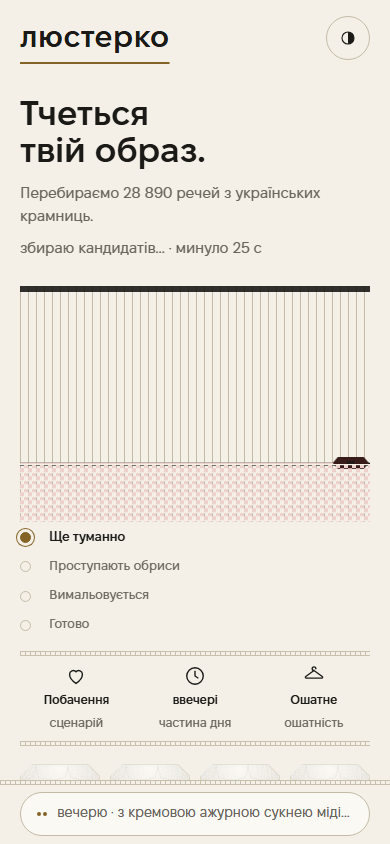 люстерко
Тчеться
твій образ.
Перебираємо 28 890 речей з українських
крамниць.
збираю кандидатів... · минуло 25 с
Ще туманно
Проступають обриси
Вимальовується
Готово
Побачення
сценарій
ввечері
частина дня
Ошатне
ошатність
вечерю · з кремовою ажурною сукнею міді...